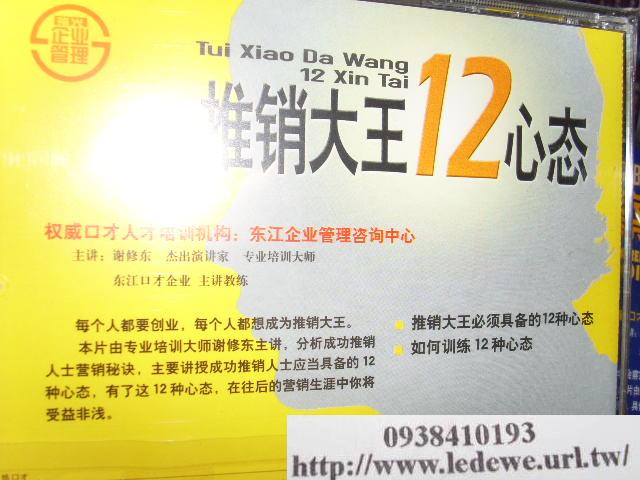 企业
管理
Tui Xiao Da Wang
12 Xin Tai
推销大王12心态
权威口才人才培训机构：东江企业管理咨询中心
主讲：谢修东 杰出演讲家 专业培训大师
东江口才企业 主讲教练
每个人都要创业，每个人都想成为推销大王。
本片由专业培训大师谢修东主讲，分析成功推销
人士营销秘诀，主要讲授成功推销人士应当具备的12
种心态，有了这12种心态，在往后的营销生涯中你将
受益非浅。
推销大王必须具备的12种心态
如何训练12种心态
0938410193
http://www.ledewe.url.tw/